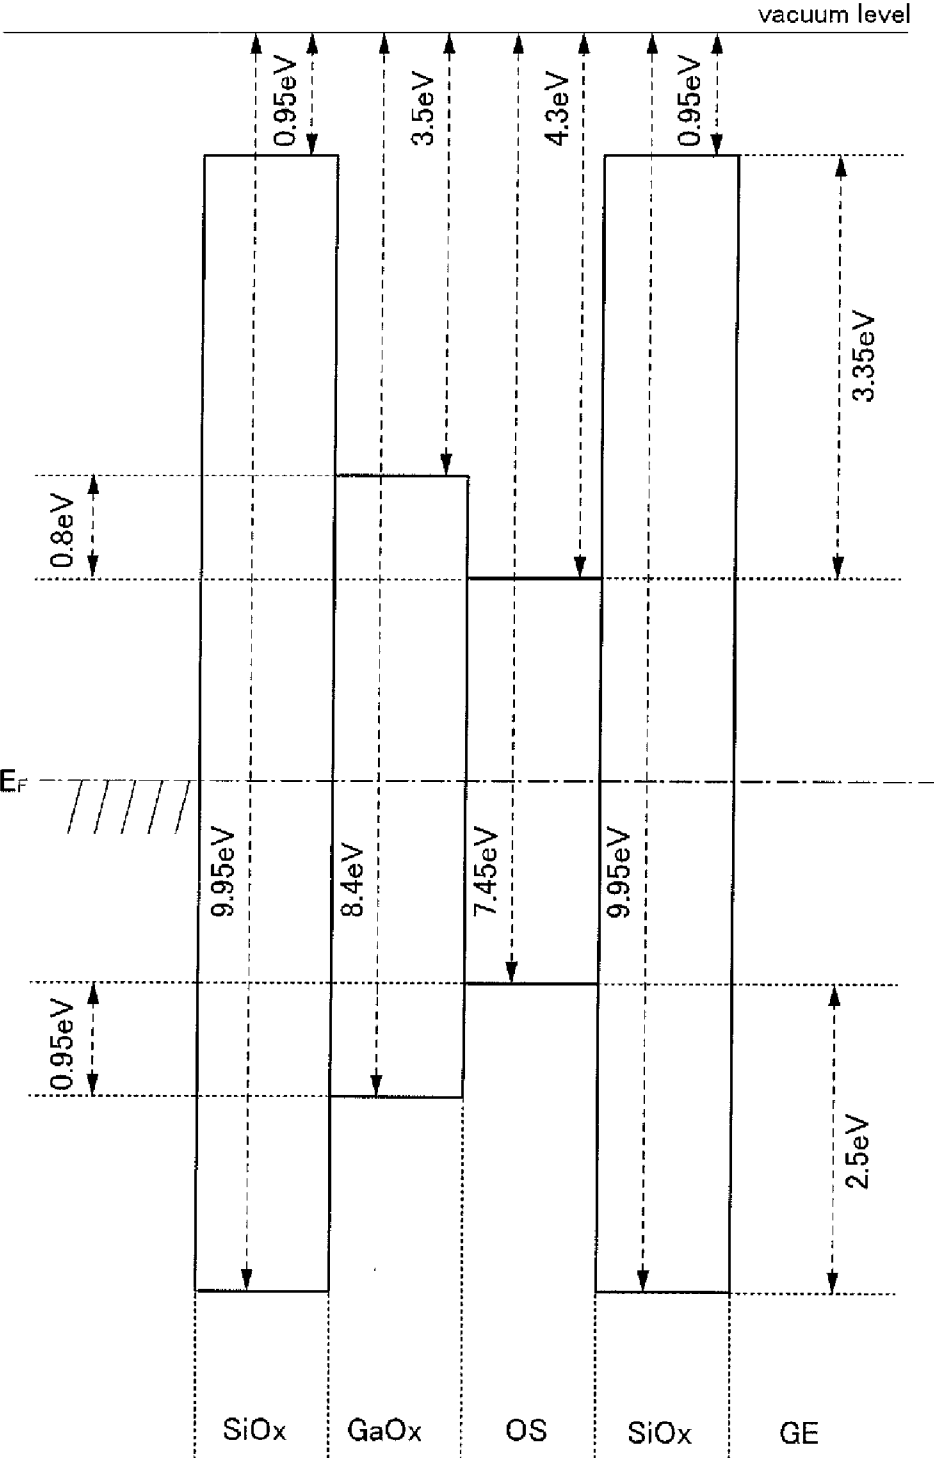 vacuum level
0.95eV
3.5eV
4.3eV
0.95eV
3.35eV
0.8eV
EF
9.95eV
8.4eV
7.45eV
9.95eV
0.95eV
2.5eV
SiOx
GaOx
OS
SiOx
GE